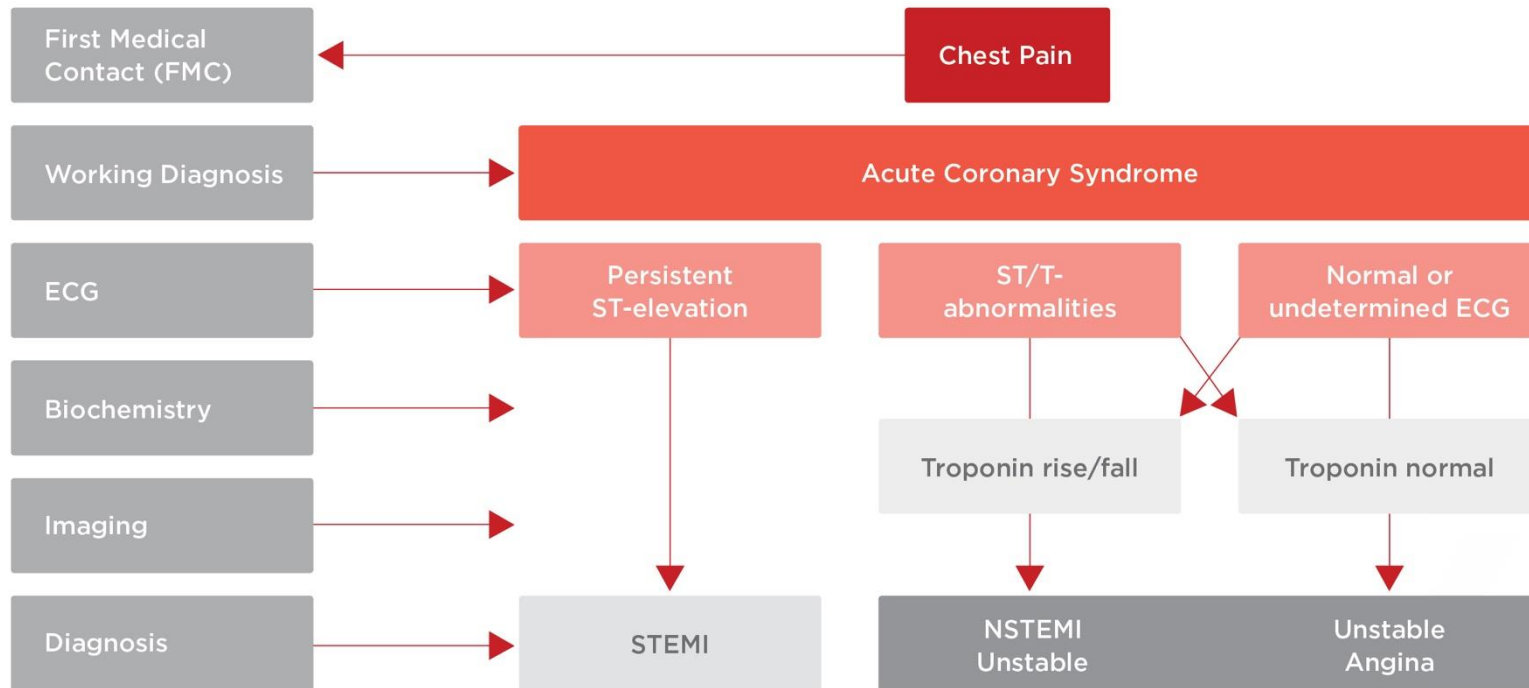 First Medical
Contact (FMC)
Chest Pain
Working Diagnosis
Acute Coronary Syndrome
ECG
Persistent
ST-elevation
ST/T-
abnormalities
Normal or
undetermined ECG
Biochemistry
Troponin rise/fall
Troponin normal
Imaging
Diagnosis
STEMI
NSTEMI
Unstable
Unstable
Angina